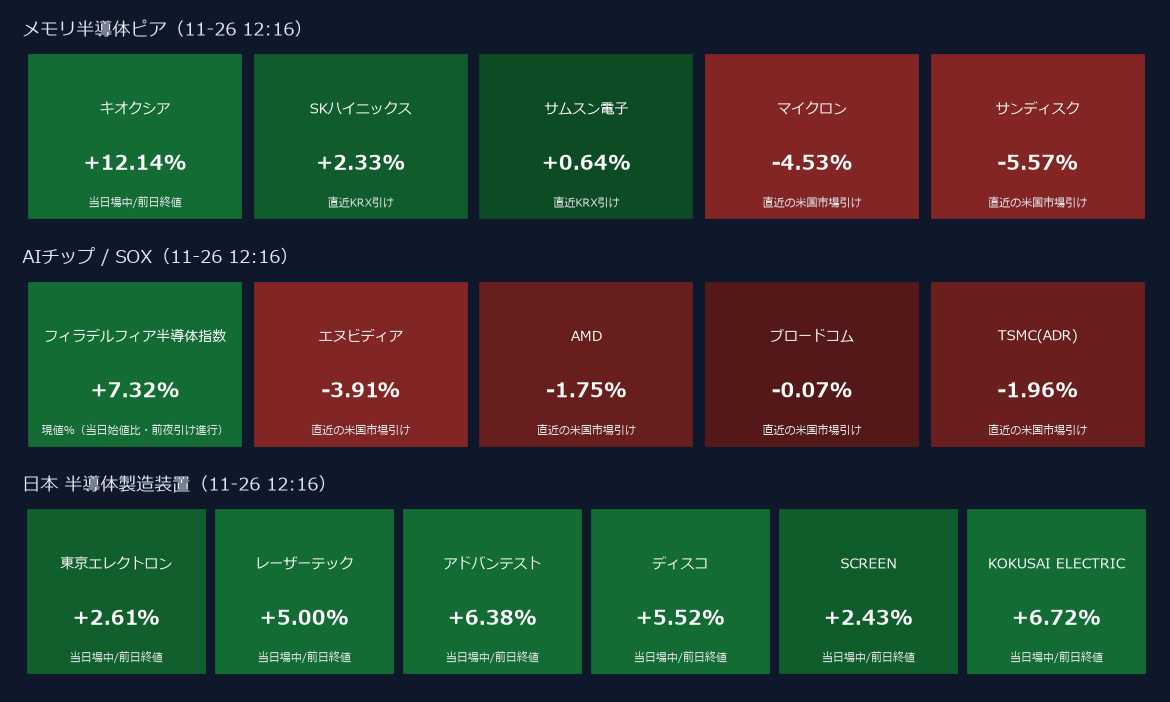 メモリ半導体ピア（11-26 12:16）
キオクシア
+12.14%
当日場中/前日終値
SKハイニックス
+2.33%
直近KRX引け
サムスン電子
+0.64%
直近KRX引け
マイクロン
-4.53%
直近の米国市場引け
サンディスク
-5.57%
直近の米国市場引け
AIチップ / SOX（11-26 12:16）
フィラデルフィア半導体指数
+7.32%
現値%（当日始値比・前夜引け進行）
エヌビディア
-3.91%
直近の米国市場引け
AMD
-1.75%
直近の米国市場引け
ブロードコム
-0.07%
直近の米国市場引け
TSMC(ADR)
-1.96%
直近の米国市場引け
日本 半導体製造装置（11-26 12:16）
東京エレクトロン
+2.61%
当日場中/前日終値
レーザーテック
+5.00%
当日場中/前日終値
アドバンテスト
+6.38%
当日場中/前日終値
ディスコ
+5.52%
当日場中/前日終値
SCREEN
+2.43%
当日場中/前日終値
KOKUSAI ELECTRIC
+6.72%
当日場中/前日終値